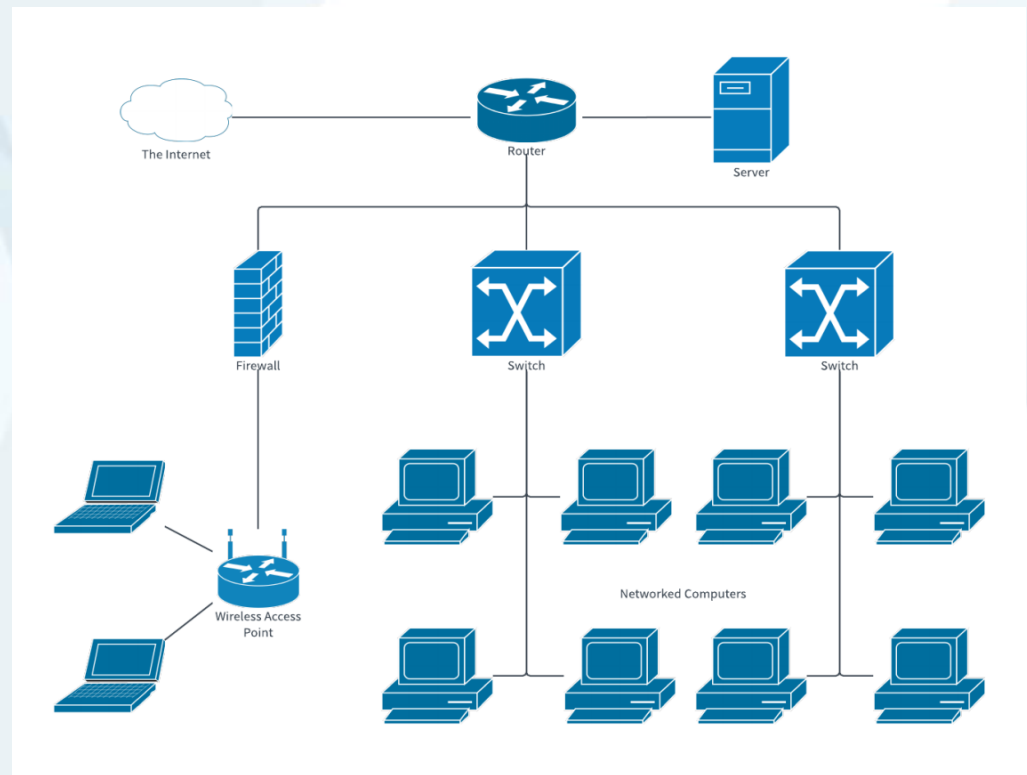 The Internet
Router
Server
Firewall
Switch
Switch
Networked Computers
Wireless Access
Point